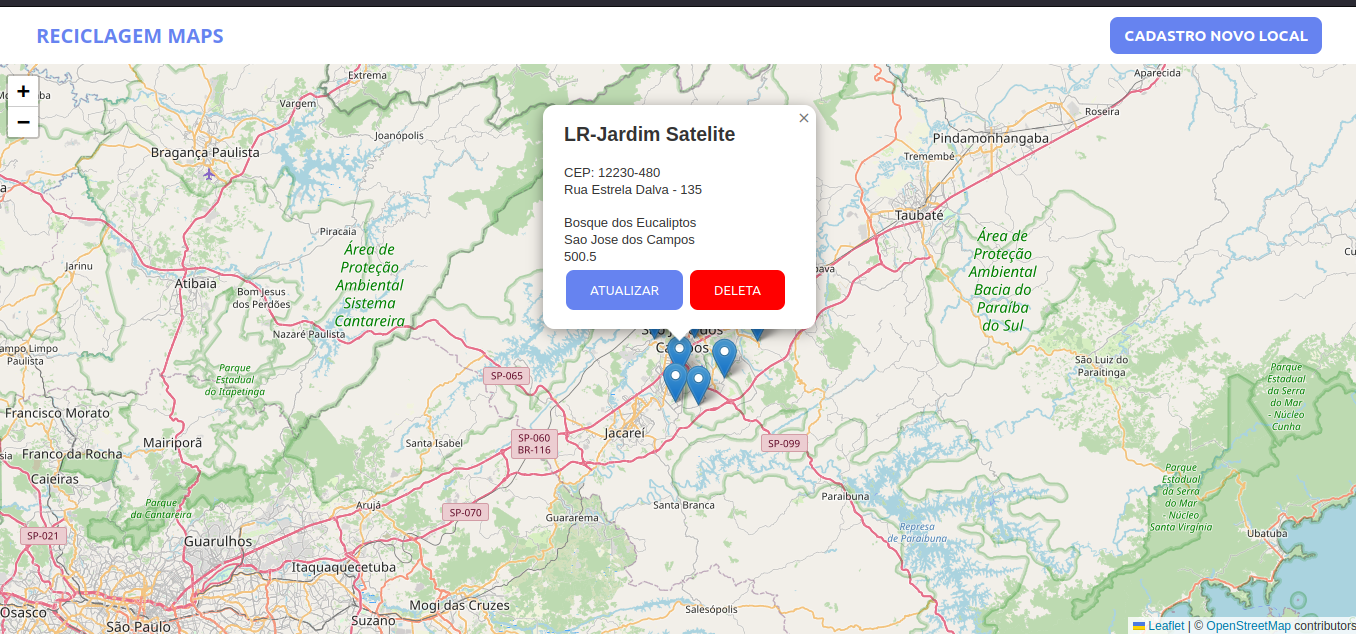 RECICLAGEM MAPS
CADASTRO NOVO LOCAL
+
−
Extrema
Aparecida
Vargem
Roseira
Joanópolis
Pindamonhangaba
Bragança Paulista
Tremembé
×
LR-Jardim Satelite
CEP: 12230-480
Rua Estrela Dalva - 135
Bosque dos Eucaliptos
Sao Jose dos Campos
500.5
ATUALIZAR
DELETA
Taubaté
Piracaia
Área de
Proteção
Ambiental
Sistema
Cantareira
Área de
Proteção
Ambiental
Bacia do
Paraíba
do Sul
Jarinu
Atibaia
Bom Jesus
dos Perdões
Nazaré Paulista
Campo Limpo
Paulista
Parque
Estadual
do Itapetinga
SP-065
São Luiz do
Paraitinga
Parque
Estadual
da Serra
do Mar
- Núcleo
Cunha
Francisco Morato
Mairiporã
Franco da Rocha
Caieiras
Santa Isabel
SP-060
BR-116
Jacareí
SP-099
Parque
Estadual
da Serra
do Mar
- Núcleo
Santa Virgínia
Parque
da Cantareira
Arujá
SP-070
Guararema
Santa Branca
Paraibuna
Represa
de Paraibuna
SP-021
Guarulhos
Ubatuba
Itaquaquecetuba
Mogi das Cruzes
Salesópolis
Osasco
São Paulo
Suzano
Leaflet | © OpenStreetMap contributors